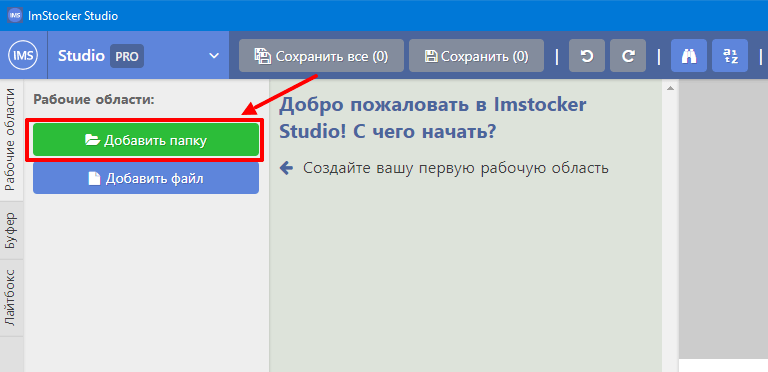 IMS ImStocker Studio
IMS Studio PRO Сохранить все (0) Сохранить (0) | |
Рабочие области:
Добавить папку
Добавить файл
Рабочие области
Буфер
Лайтбокс
Добро пожаловать в Imstocker
Studio! С чего начать?
Создайте вашу первую рабочую область